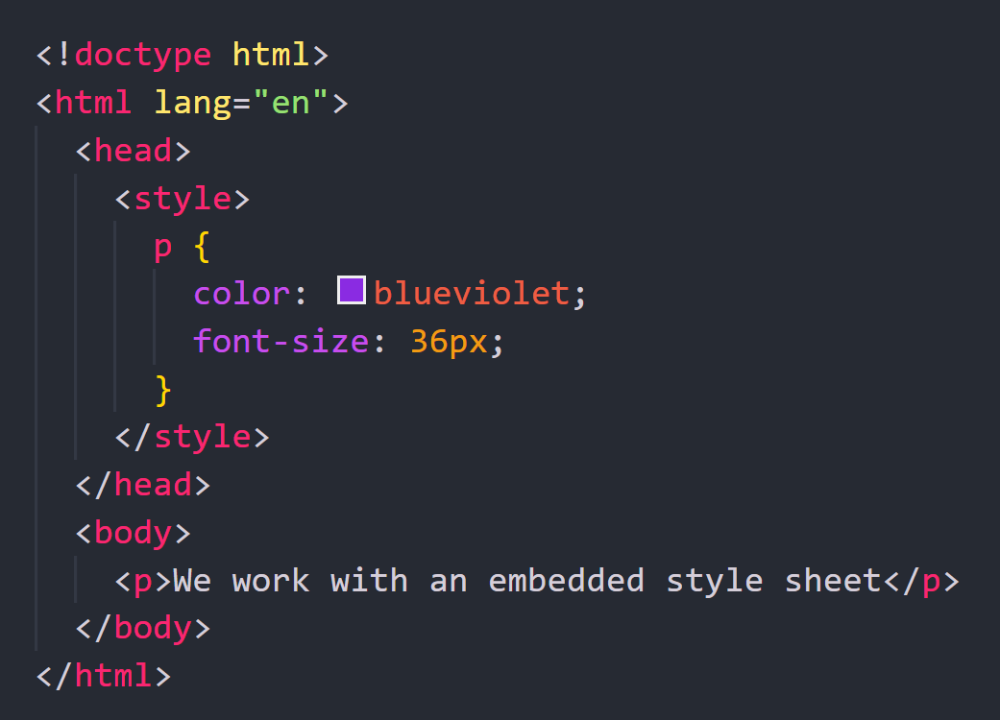 <!doctype html>
<html lang="en">
  <head>
    <style>
      p {
        color: blueviolet;
        font-size: 36px;
      }
    </style>
  </head>
  <body>
    <p>We work with an embedded style sheet</p>
  </body>
</html>